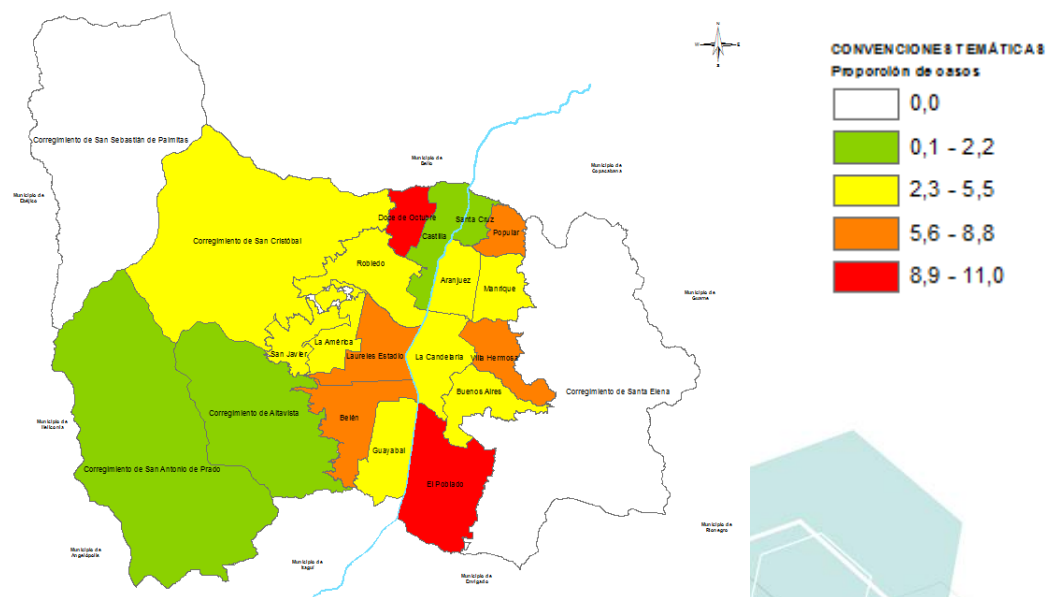 CONVENCIONES TEMÁTICAS
Proporción de casos
0,0
0,1 - 2,2
2,3 - 5,5
5,6 - 8,8
8,9 - 11,0
Corregimiento de San Sebastián de Palmitas
Municipio de
Bello
Municipio de
Copacabana
Municipio de
Ebéjico
Doce de Octubre
Santa Cruz
Castilla
Popular
Corregimiento de San Cristóbal
Robledo
Aranjuez
Manrique
Municipio de
Guarne
La América
San Javier
Laureles Estadio
La Candelaria
Villa Hermosa
Buenos Aires
Corregimiento de Santa Elena
Corregimiento de Altavista
Belén
Municipio de
Heliconia
Guayabal
Corregimiento de San Antonio de Prado
El Poblado
Municipio de
Rionegro
Municipio de
Angelópolis
Municipio de
Itagui
Municipio de
Envigado